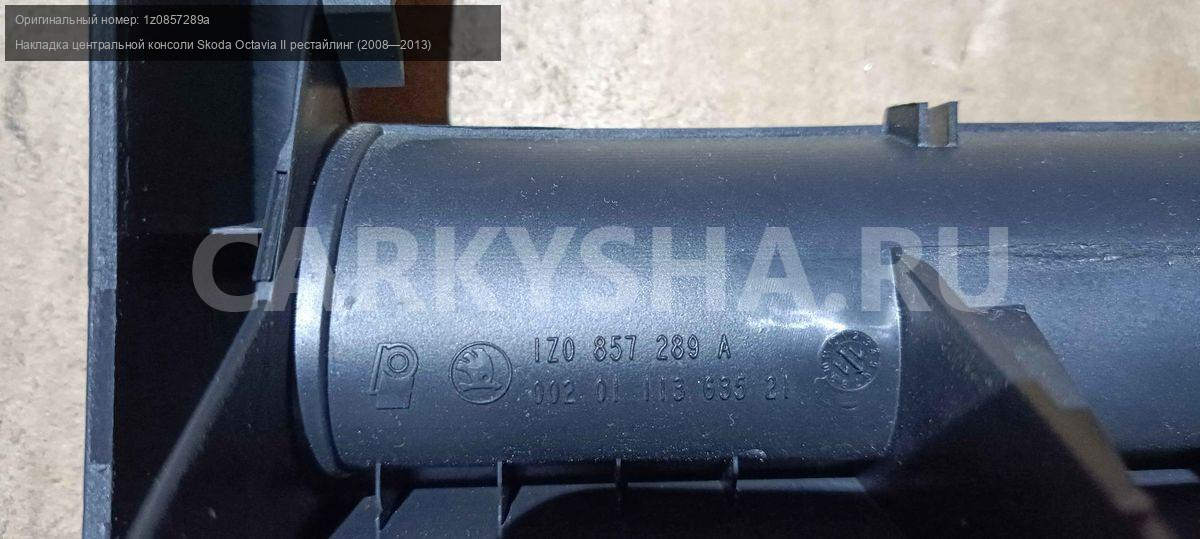 Оригинальный номер: 1z0857289a
Накладка центральной консоли Skoda Octavia II рестайлинг (2008—2013)
CARKYSHA.RU
1Z0 857 289 A
002 01 113 635 21